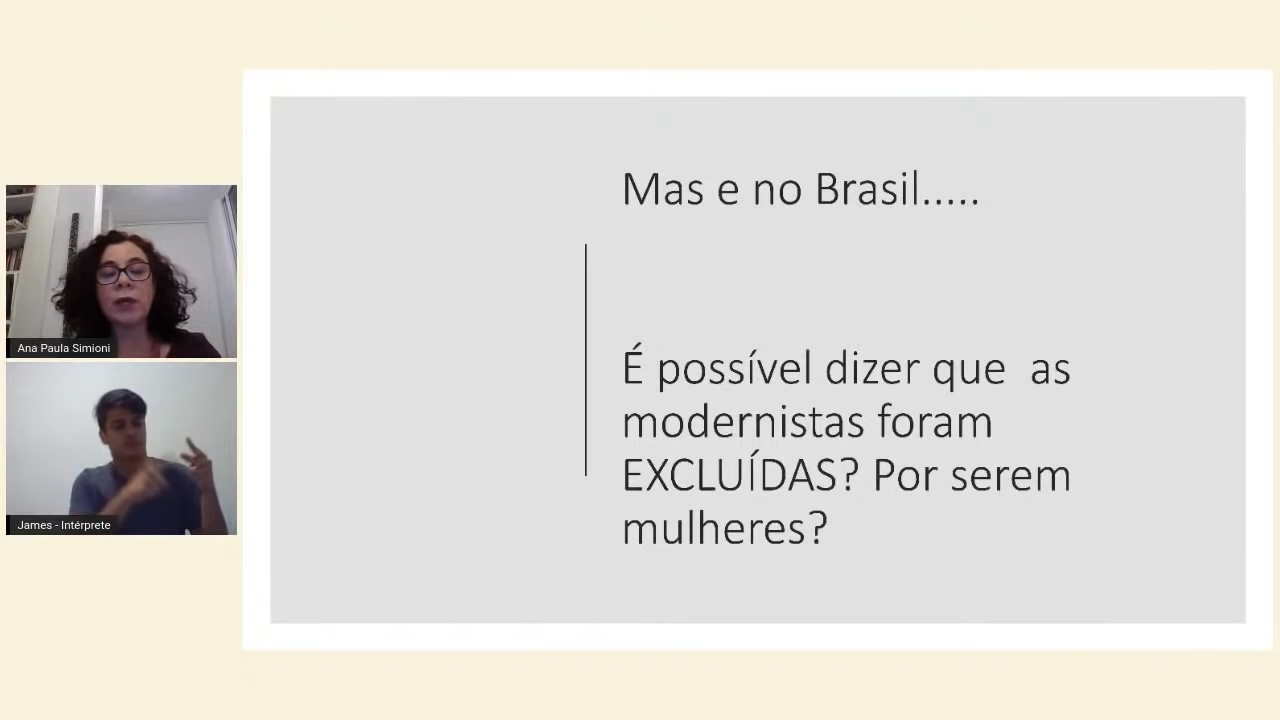 Mas e no Brasil.....
É possível dizer que as
modernistas foram
EXCLUÍDAS? Por serem
mulheres?
Ana Paula Simioni
James - Intérprete